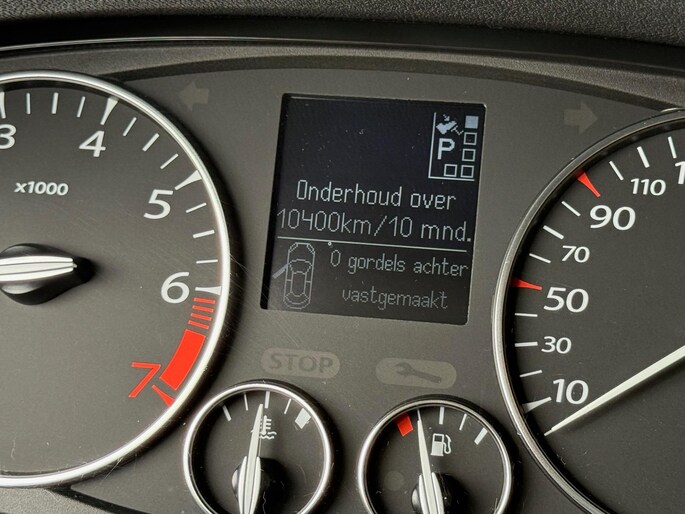 3
4
5
6
7
x1000
P
Onderhoud over
10400km/10 mnd.
0 gordels achter
vastgemaakt
STOP
110
90
70
50
30
10